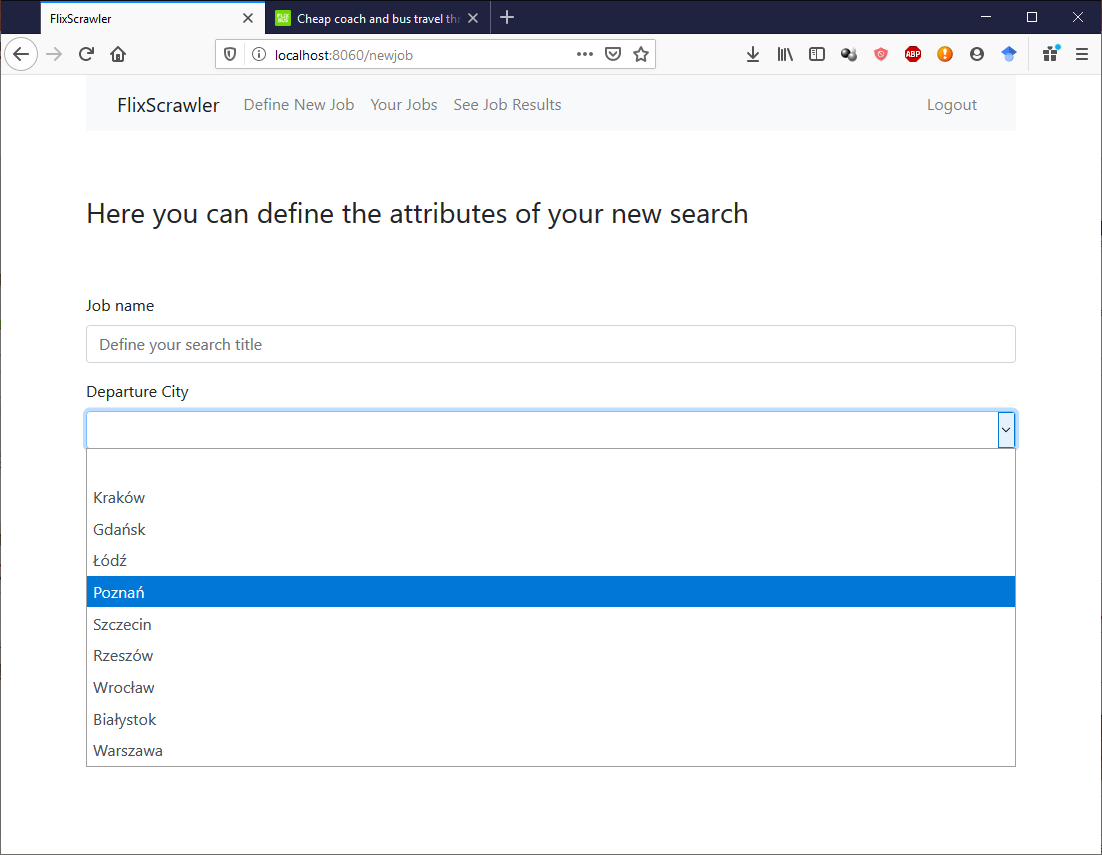 FlixScrawler
Cheap coach and bus travel thr
localhost:8060/newjob
ABP
FlixScrawler Define New Job Your Jobs See Job Results Logout
Here you can define the attributes of your new search
Job name
Define your search title
Departure City
Kraków
Gdańsk
Łódź
Poznań
Szczecin
Rzeszów
Wrocław
Białystok
Warszawa